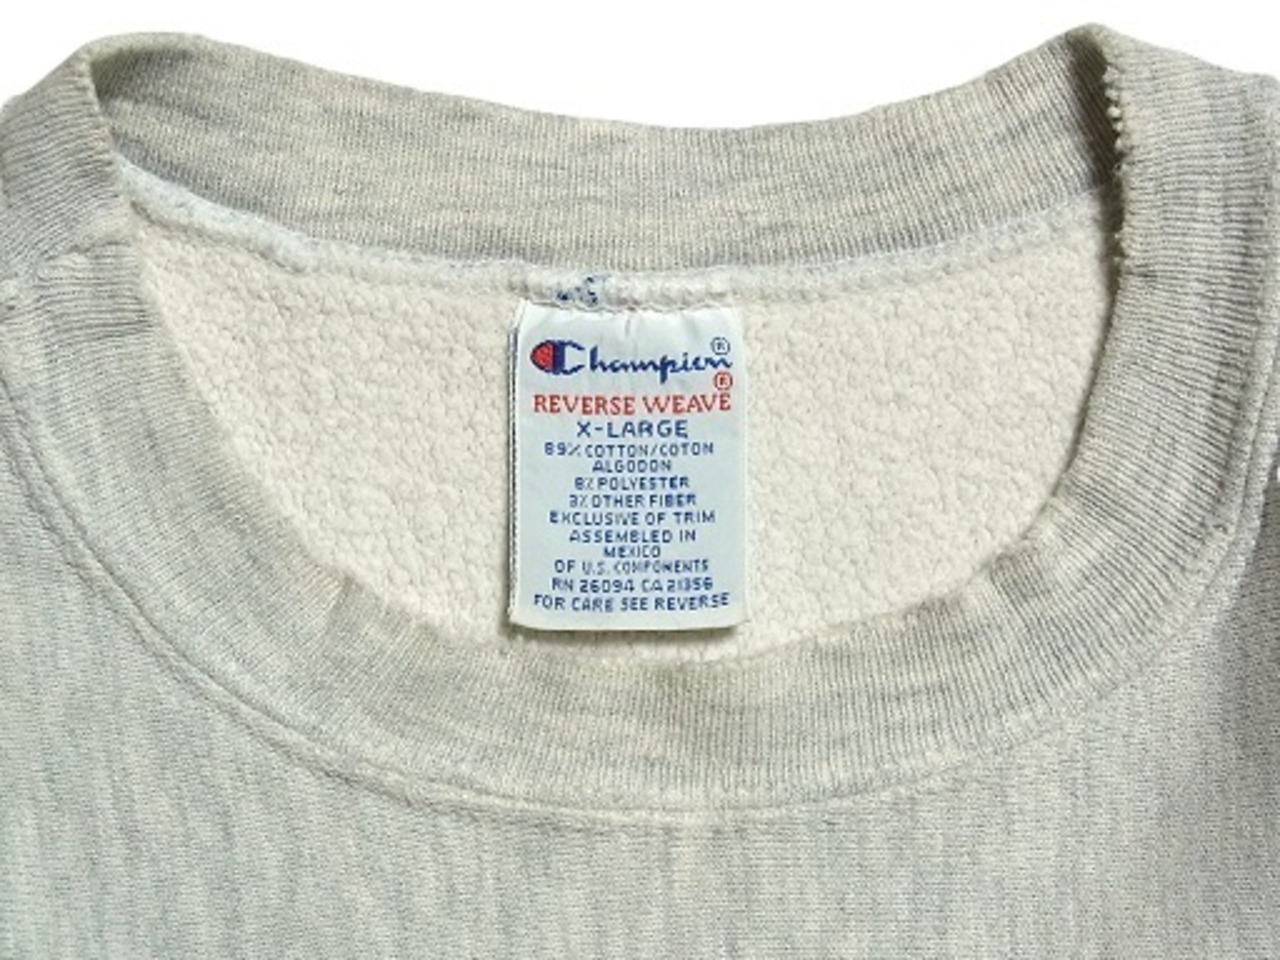 Champion®
REVERSE WEAVE®
X-LARGE
89% COTTON/COTON
ALGODON
8% POLYESTER
3% OTHER FIBER
EXCLUSIVE OF TRIM
ASSEMBLED IN
MEXICO
OF U.S. COMPONENTS
RN 26094 CA 21356
FOR CARE SEE REVERSE